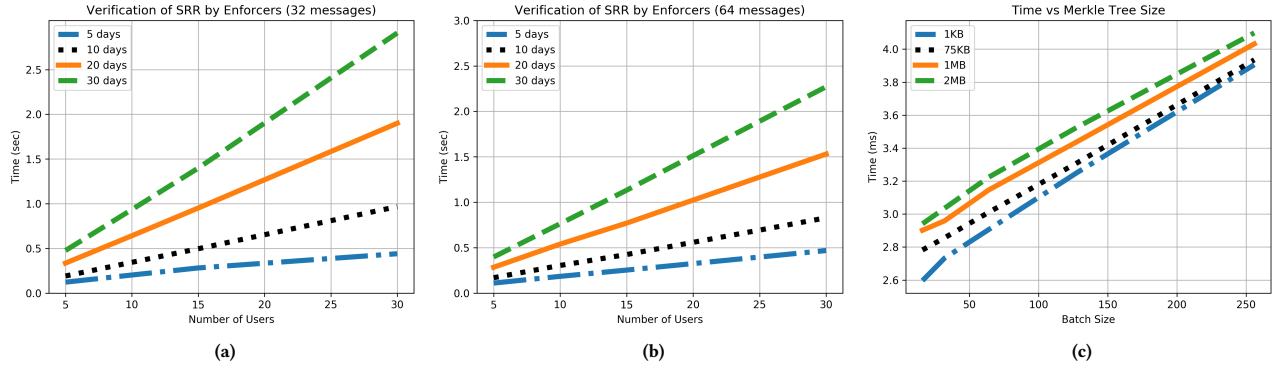 Verification of SRR by Enforcers (32 messages)
5 days
10 days
20 days
30 days
2.5
2.0
1.5
1.0
0.5
0.0
Time (sec)
5 10 15 20 25 30
Number of Users
(a)
Verification of SRR by Enforcers (64 messages)
5 days
10 days
20 days
30 days
3.0
2.5
2.0
1.5
1.0
0.5
0.0
Time (sec)
5 10 15 20 25 30
Number of Users
(b)
Time vs Merkle Tree Size
1KB
75KB
1MB
2MB
4.0
3.8
3.6
3.4
3.2
3.0
2.8
2.6
Time (ms)
50 100 150 200 250
Batch Size
(c)